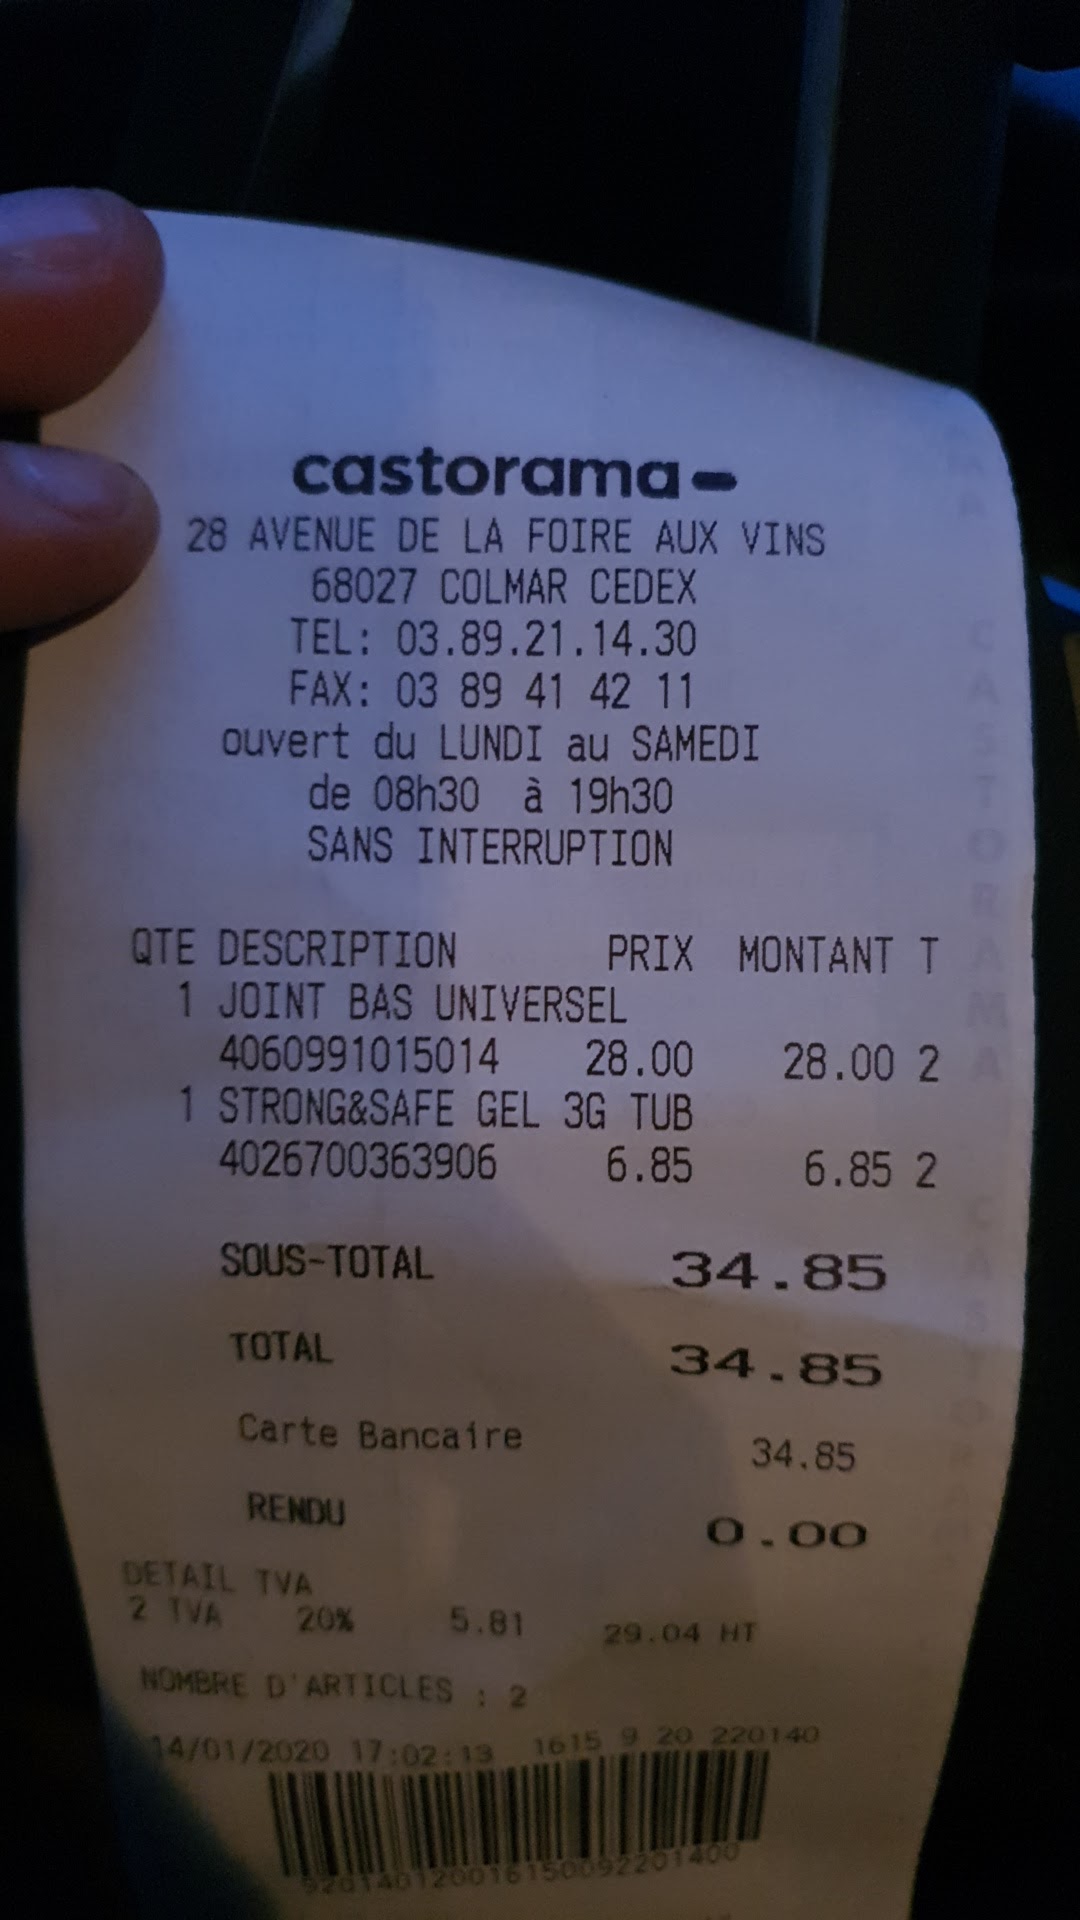 castorama
28 AVENUE DE LA FOIRE AUX VINS
68027 COLMAR CEDEX
TEL: 03.89.21.14.30
FAX: 03 89 41 42 11
ouvert du LUNDI au SAMEDI
de 08h30 à 19h30
SANS INTERRUPTION
QTE DESCRIPTION PRIX MONTANT T
1 JOINT BAS UNIVERSEL
4060991015014 28.00 28.00 2
1 STRONG&SAFE GEL 3G TUB
4026700363906 6.85 6.85 2
SOUS-TOTAL 34.85
TOTAL 34.85
Carte Bancaire 34.85
RENDU 0.00
DETAIL TVA
2 TVA 20% 5.81 29.04 HT
NOMBRE D'ARTICLES : 2
14/01/2020 17:02:13 1615 9 20 220140